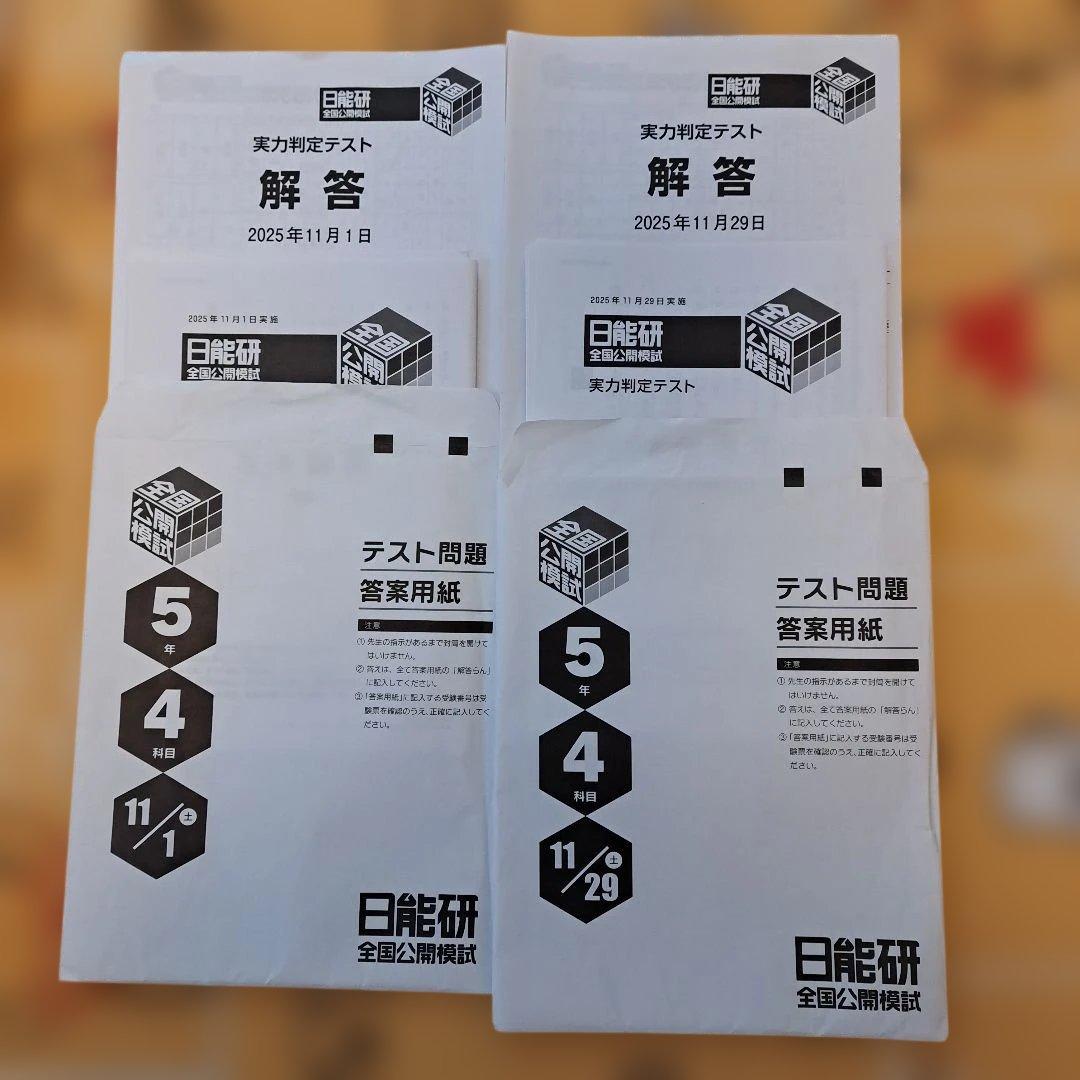 日能研
全国公開模試
全国
公開
模試
実力判定テスト
解答
2025年11月1日
2025年11月1日実施
日能研
全国公開模試
全国
公開
模試
全国
公開
模試
5
年
4
科目
11/1
土
テスト問題
答案用紙
注意
①先生の指示があるまで封筒を開けて
はいけません。
②答えは、全て答案用紙の「解答らん」
に記入してください。
③「答案用紙」に記入する受験番号は受
験票を確認のうえ、正確に記入してく
ださい。
日能研
全国公開模試
日能研
全国公開模試
全国
公開
模試
実力判定テスト
解答
2025年11月29日
2025年11月29日実施
日能研
全国公開模試
全国
公開
模試
実力判定テスト
全国
公開
模試
5
年
4
科目
11/29
土
テスト問題
答案用紙
注意
①先生の指示があるまで封筒を開けて
はいけません。
②答えは、全て答案用紙の「解答らん」
に記入してください。
③「答案用紙」に記入する受験番号は受
験票を確認のうえ、正確に記入してく
ださい。
日能研
全国公開模試